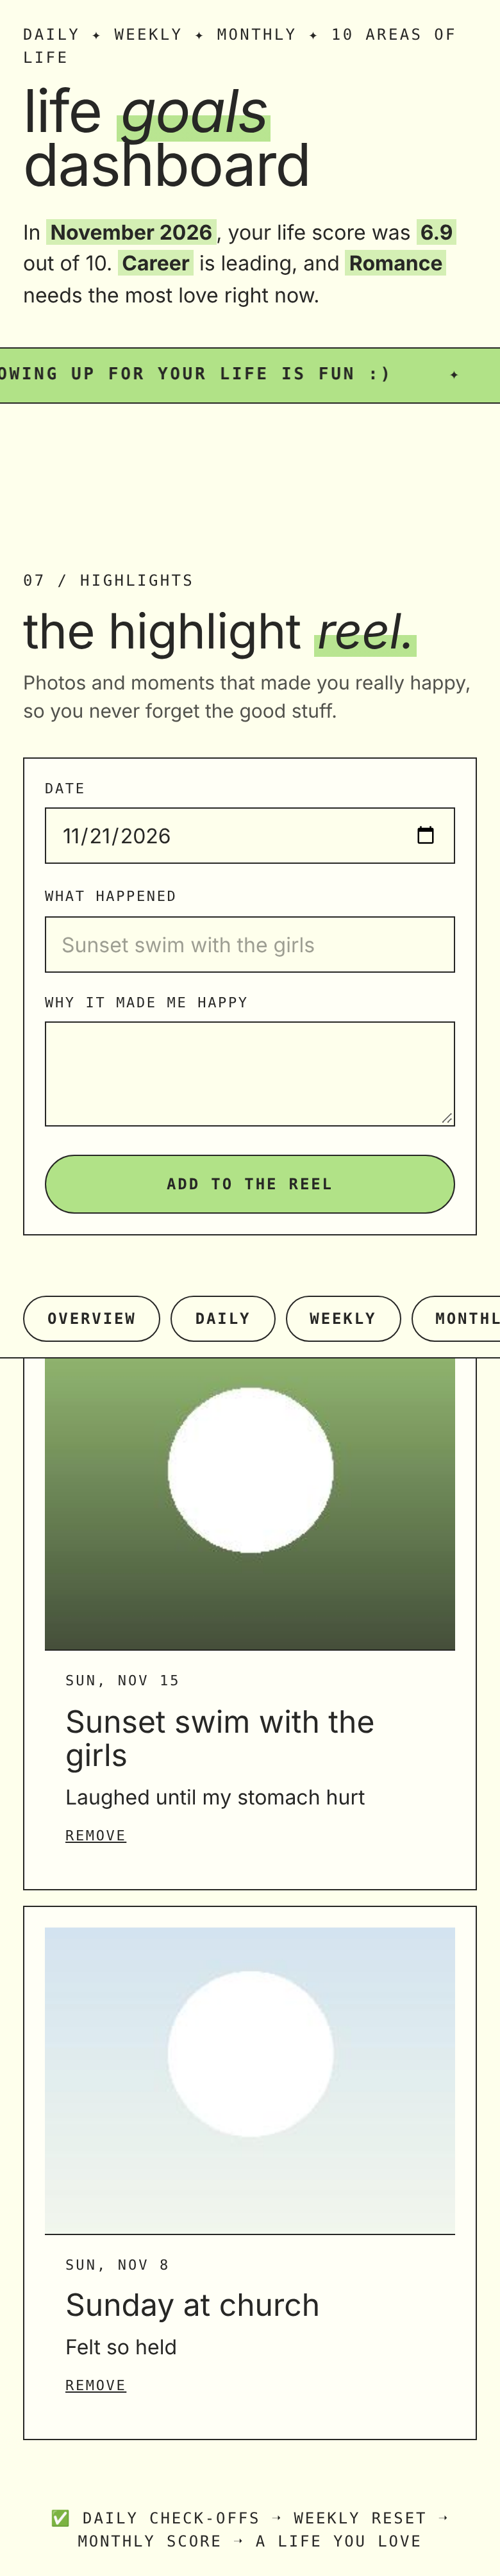 DAILY ✦ WEEKLY ✦ MONTHLY ✦ 10 AREAS OF
LIFE
life goals
dashboard
In November 2026, your life score was 6.9
out of 10. Career is leading, and Romance
needs the most love right now.
OWING UP FOR YOUR LIFE IS FUN :) ✦
07 / HIGHLIGHTS
the highlight reel.
Photos and moments that made you really happy,
so you never forget the good stuff.
DATE
11/21/2026
WHAT HAPPENED
Sunset swim with the girls
WHY IT MADE ME HAPPY
ADD TO THE REEL
OVERVIEW DAILY WEEKLY MONTHL
SUN, NOV 15
Sunset swim with the
girls
Laughed until my stomach hurt
REMOVE
SUN, NOV 8
Sunday at church
Felt so held
REMOVE
✅ DAILY CHECK-OFFS → WEEKLY RESET →
MONTHLY SCORE → A LIFE YOU LOVE